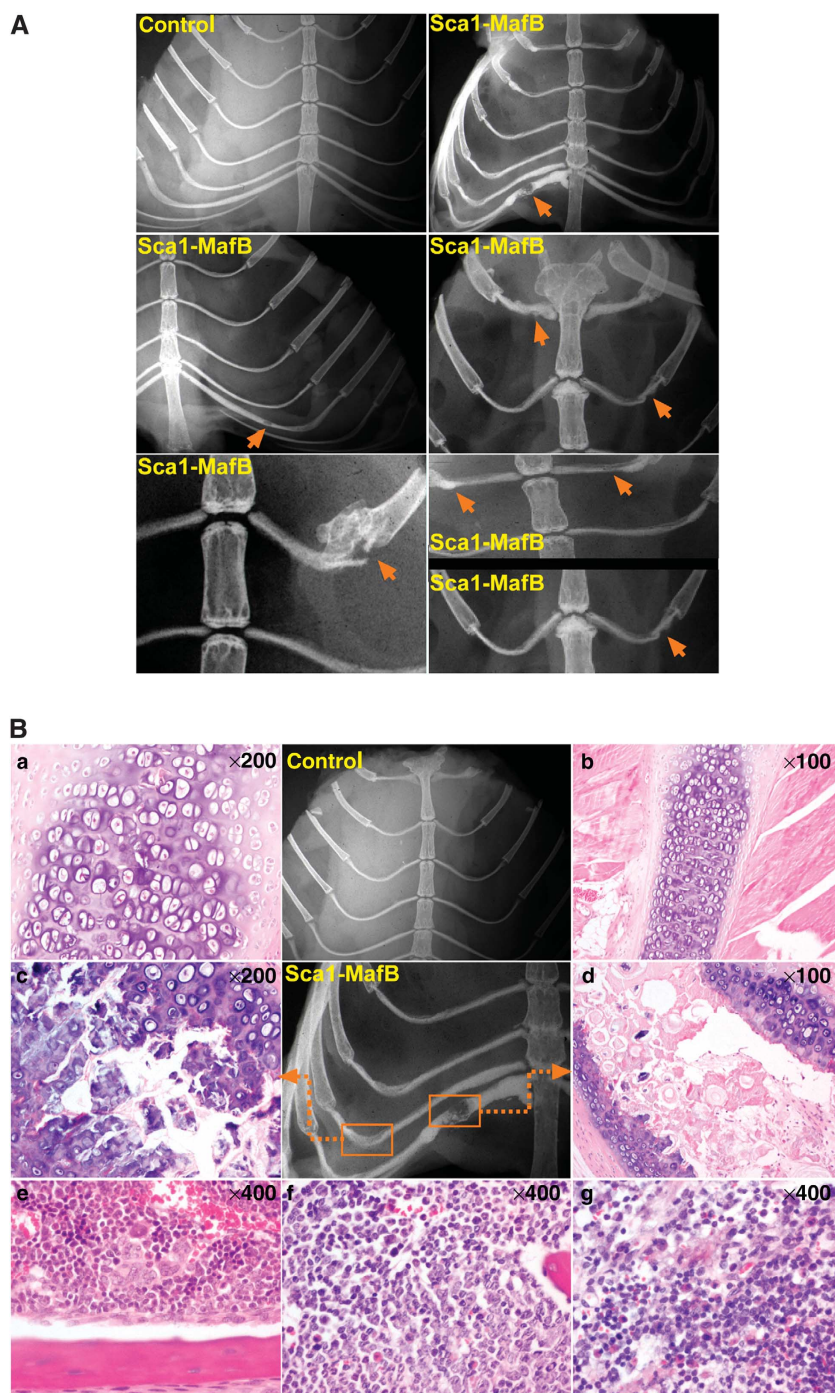 A
Control
Sca1-MafB
Sca1-MafB
Sca1-MafB
Sca1-MafB
Sca1-MafB
Sca1-MafB
B
a
×200
Control
b
×100
c
×200
Sca1-MafB
d
×100
e
×400
f
×400
g
×400